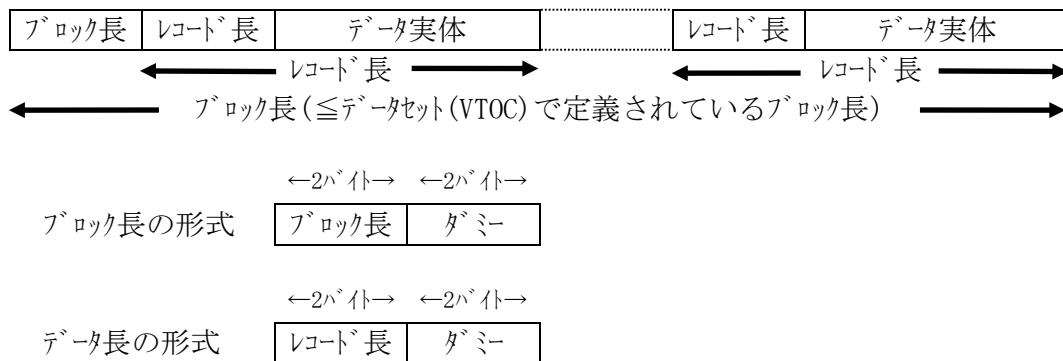 ﾌﾞﾛｯｸ長 ﾚｺｰﾄﾞ長 ﾃﾞｰﾀ実体 ﾚｺｰﾄﾞ長 ﾃﾞｰﾀ実体
ﾚｺｰﾄﾞ長 ﾚｺｰﾄﾞ長
ﾌﾞﾛｯｸ長(≦ﾃﾞｰﾀｾｯﾄ(VTOC)で定義されているﾌﾞﾛｯｸ長)
←2ﾊﾞｲﾄ→ ←2ﾊﾞｲﾄ→
ﾌﾞﾛｯｸ長の形式 ﾌﾞﾛｯｸ長 ﾀﾞﾐｰ
←2ﾊﾞｲﾄ→ ←2ﾊﾞｲﾄ→
ﾃﾞｰﾀ長の形式 ﾚｺｰﾄﾞ長 ﾀﾞﾐｰ